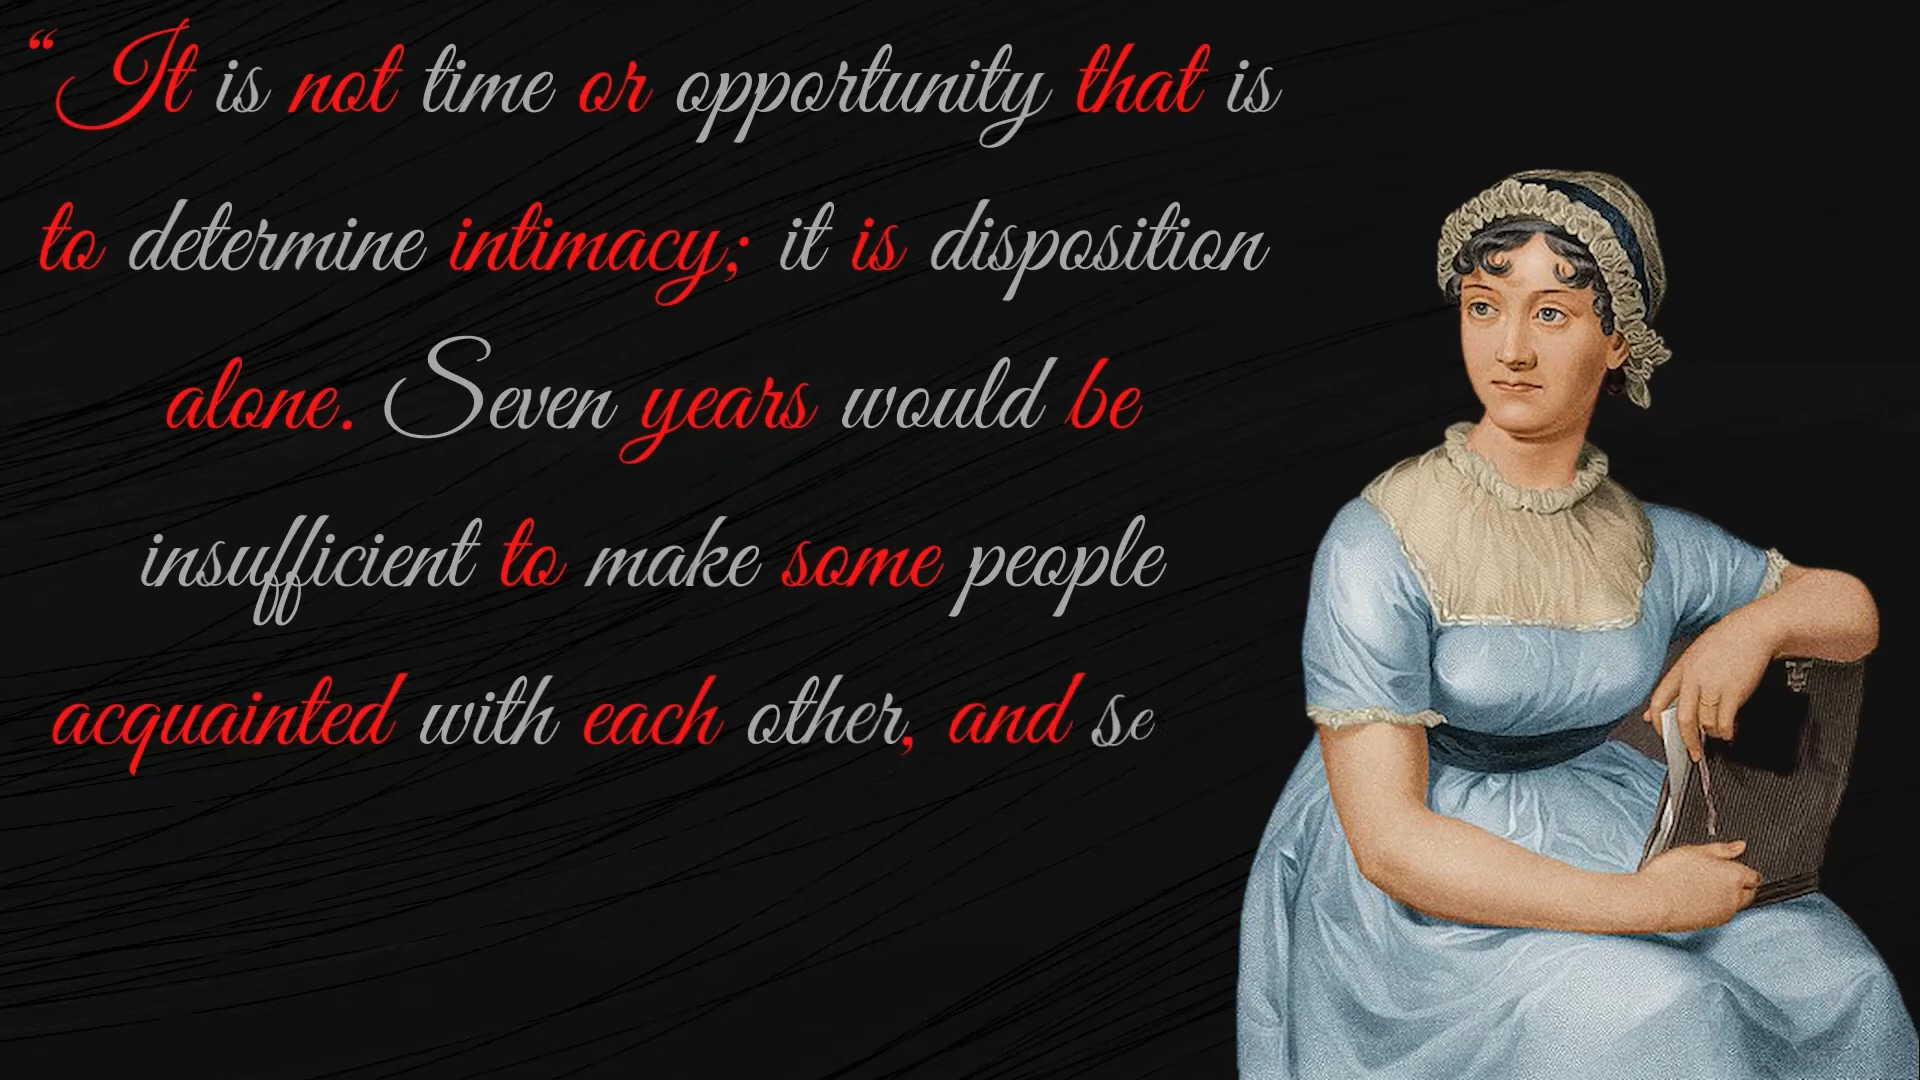 “It is not time or opportunity that is
to determine intimacy; it is disposition
alone. Seven years would be
insufficient to make some people
acquainted with each other, and se